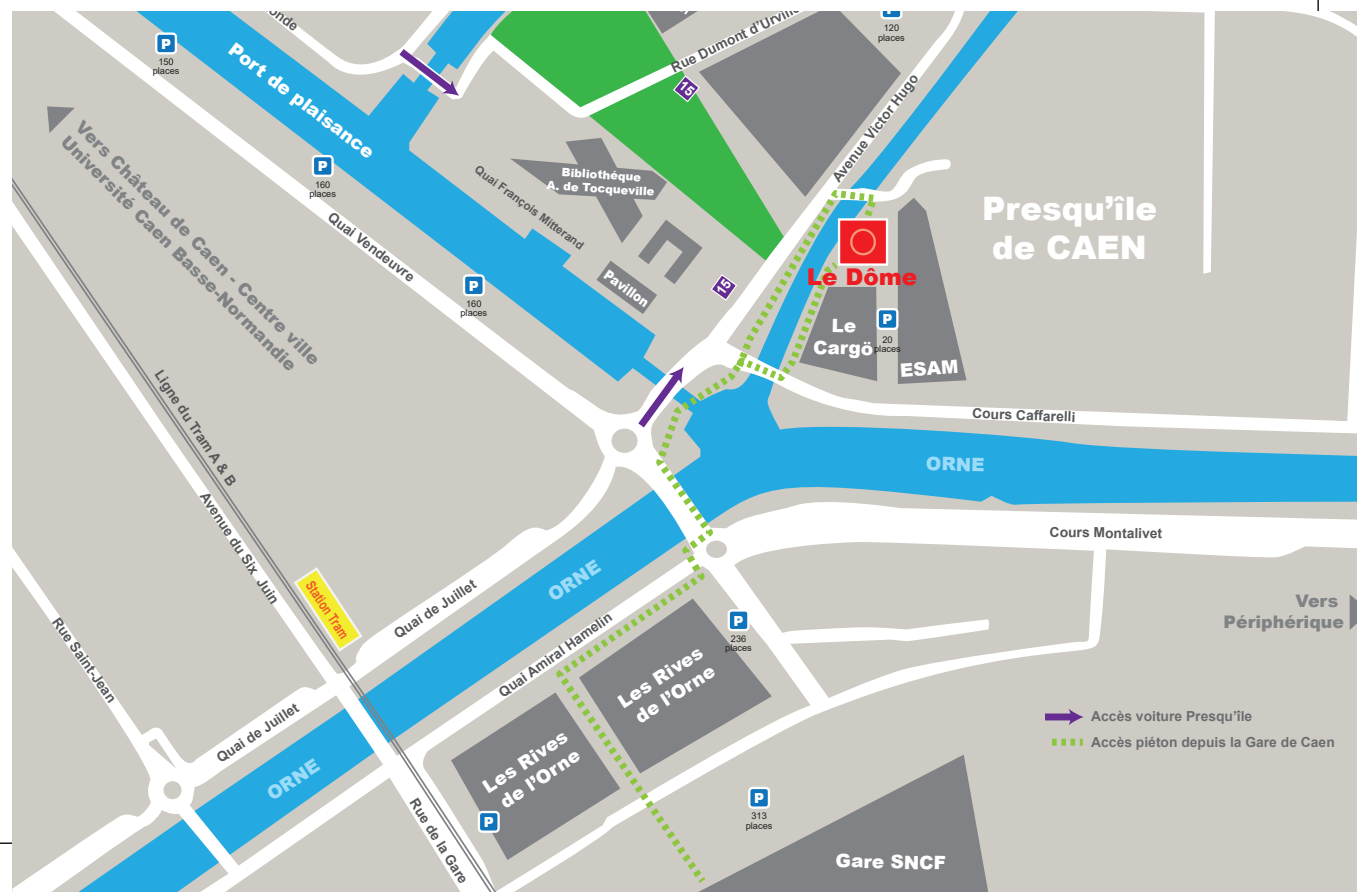 onde
P
150
places
Port de plaisance
Rue Dumont d'Urville
P
120
places
15
Avenue Victor Hugo
Vers Château de Caen - Centre ville
Université Caen Basse-Normandie
P
160
places
Quai Vendeuvre
Quai François Mitterand
Bibliothéque
A. de Tocqueville
Pavillon
15
P
160
places
Presqu'île
de CAEN
Le Dôme
Le
Cargö
P
20
places
ESAM
Cours Caffarelli
ORNE
Cours Montalivet
Ligne du Tram A & B
Avenue du Six Juin
Station Tram
Quai de Juillet
ORNE
Quai Amiral Hamelin
Rue Saint-Jean
Quai de Juillet
ORNE
P
236
places
Les Rives
de l'Orne
Les Rives
de l'Orne
P
Rue de la Gare
P
313
places
Gare SNCF
Vers
Périphérique
Accès voiture Presqu'île
Accès piéton depuis la Gare de Caen